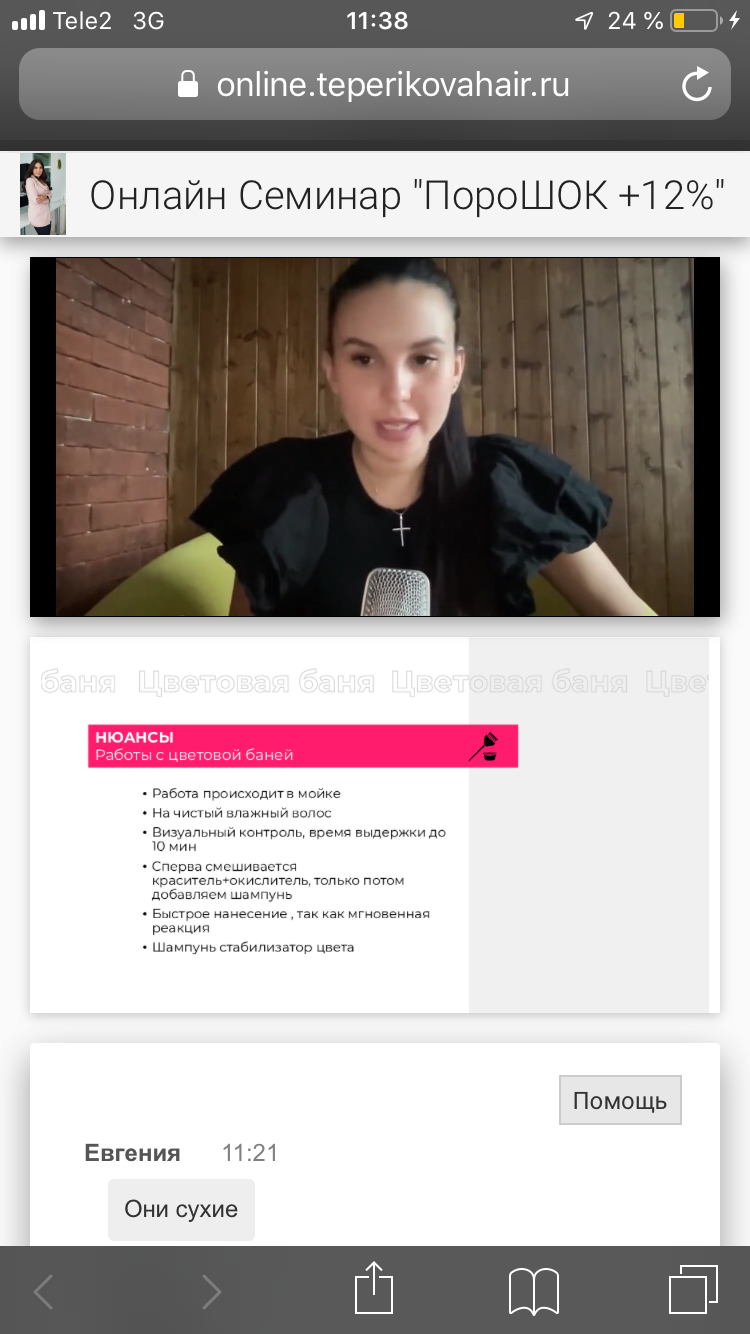 Tele2 3G 11:38 24 %
online.teperikovahair.ru
Онлайн Семинар "ПороШОК +12%"
баня Цветовая баня Цветовая баня Цве
НЮАНСЫ
Работы с цветовой баней
• Работа происходит в мойке
• На чистый влажный волос
• Визуальный контроль, время выдержки до
10 мин
• Сперва смешивается
краситель+окислитель, только потом
добавляем шампунь
• Быстрое нанесение , так как мгновенная
реакция
• Шампунь стабилизатор цвета
Помощь
Евгения 11:21
Они сухие